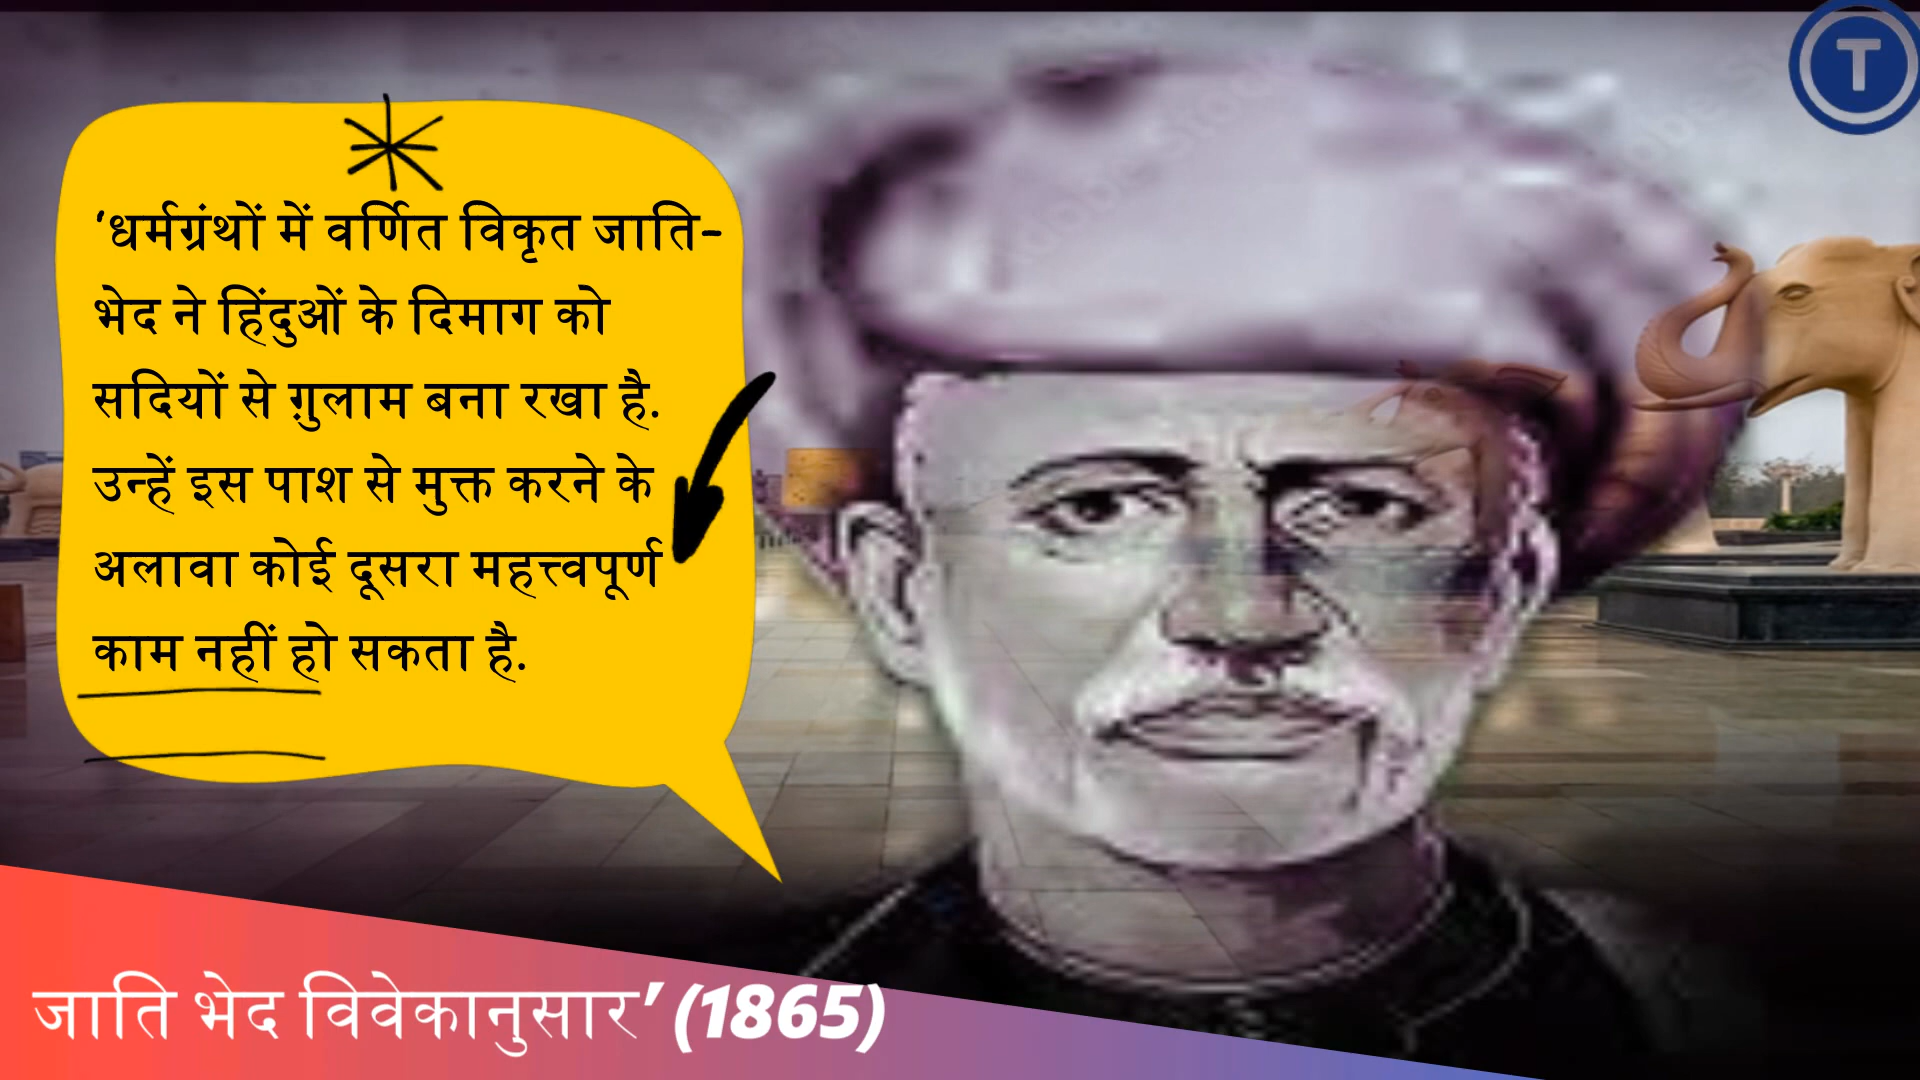 'धर्मग्रंथों में वर्णित विकृत जाति-
भेद ने हिंदुओं के दिमाग को
सदियों से ग़ुलाम बना रखा है.
उन्हें इस पाश से मुक्त करने के
अलावा कोई दूसरा महत्त्वपूर्ण
काम नहीं हो सकता है.
जाति भेद विवेकानुसार’ (1865)
T